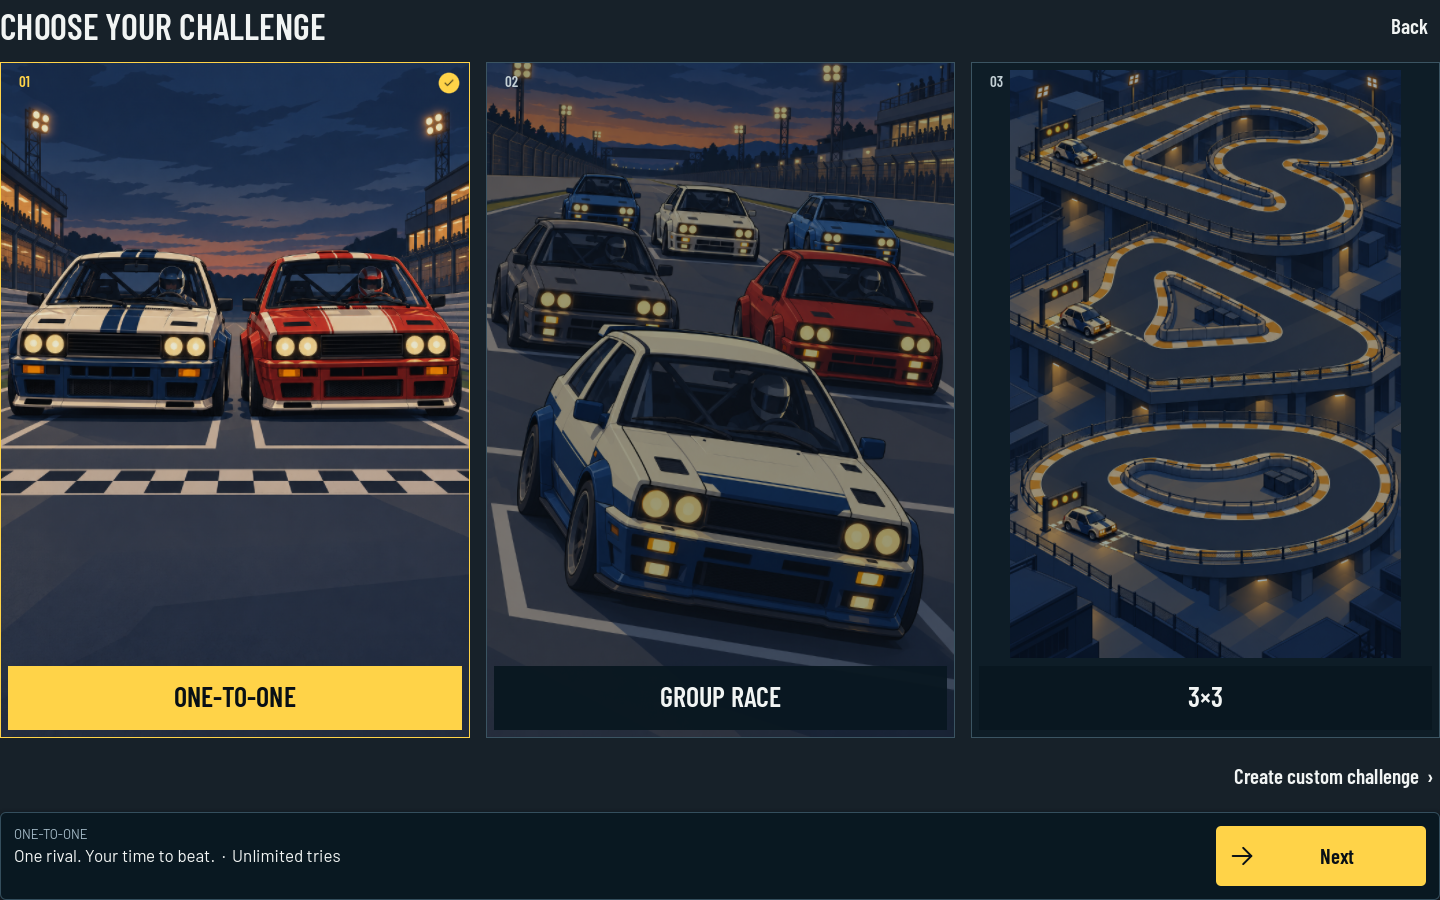 CHOOSE YOUR CHALLENGE
Back
01
02
03
ONE-TO-ONE
GROUP RACE
3×3
Create custom challenge ›
ONE-TO-ONE
One rival. Your time to beat. · Unlimited tries
Next